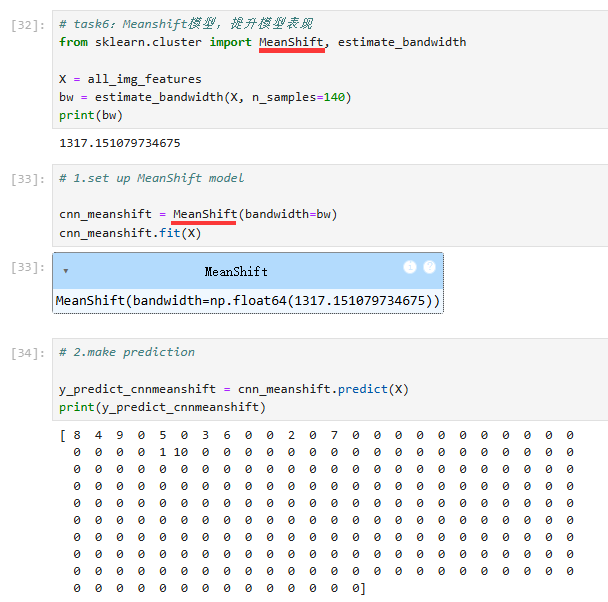 [32]: # task6: Meanshift模型，提升模型表现
from sklearn.cluster import MeanShift, estimate_bandwidth
X = all_img_features
bw = estimate_bandwidth(X, n_samples=140)
print(bw)
1317.151079734675
[33]: # 1.set up MeanShift model
cnn_meanshift = MeanShift(bandwidth=bw)
cnn_meanshift.fit(X)
[33]: ▾ MeanShift i ?
MeanShift(bandwidth=np.float64(1317.151079734675))
[34]: # 2.make prediction
y_predict_cnnmeanshift = cnn_meanshift.predict(X)
print(y_predict_cnnmeanshift)
[ 8 4 9 0 5 0 3 6 0 0 2 0 7 0 0 0 0 0 0 0 0 0 0 0
0 0 0 0 1 10 0 0 0 0 0 0 0 0 0 0 0 0 0 0 0 0 0 0
0 0 0 0 0 0 0 0 0 0 0 0 0 0 0 0 0 0 0 0 0 0 0 0
0 0 0 0 0 0 0 0 0 0 0 0 0 0 0 0 0 0 0 0 0 0 0 0
0 0 0 0 0 0 0 0 0 0 0 0 0 0 0 0 0 0 0 0 0 0 0 0
0 0 0 0 0 0 0 0 0 0 0 0 0 0 0 0 0 0 0 0 0 0 0 0
0 0 0 0 0 0 0 0 0 0 0 0 0 0 0 0 0 0 0 0 0 0 0 0
0 0 0 0 0 0 0 0 0 0 0 0 0 0 0 0 0 0 0 0 0 0 0 0
0 0 0 0 0 0 0 0 0 0 0 0 0 0 0 0 0 0 0 0 0 0 0 0
0 0 0 0 0 0 0 0 0 0 0 0 0 0]